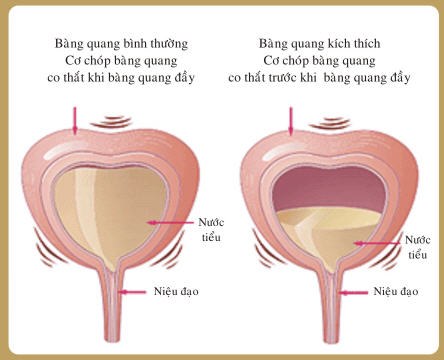 Bàng quang bình thường
Cơ chóp bàng quang
co thắt khi bàng quang đầy
Bàng quang kích thích
Cơ chóp bàng quang
co thắt trước khi bàng quang đầy
Nước
tiểu
Niệu đạo
Nước
tiểu
Niệu đạo